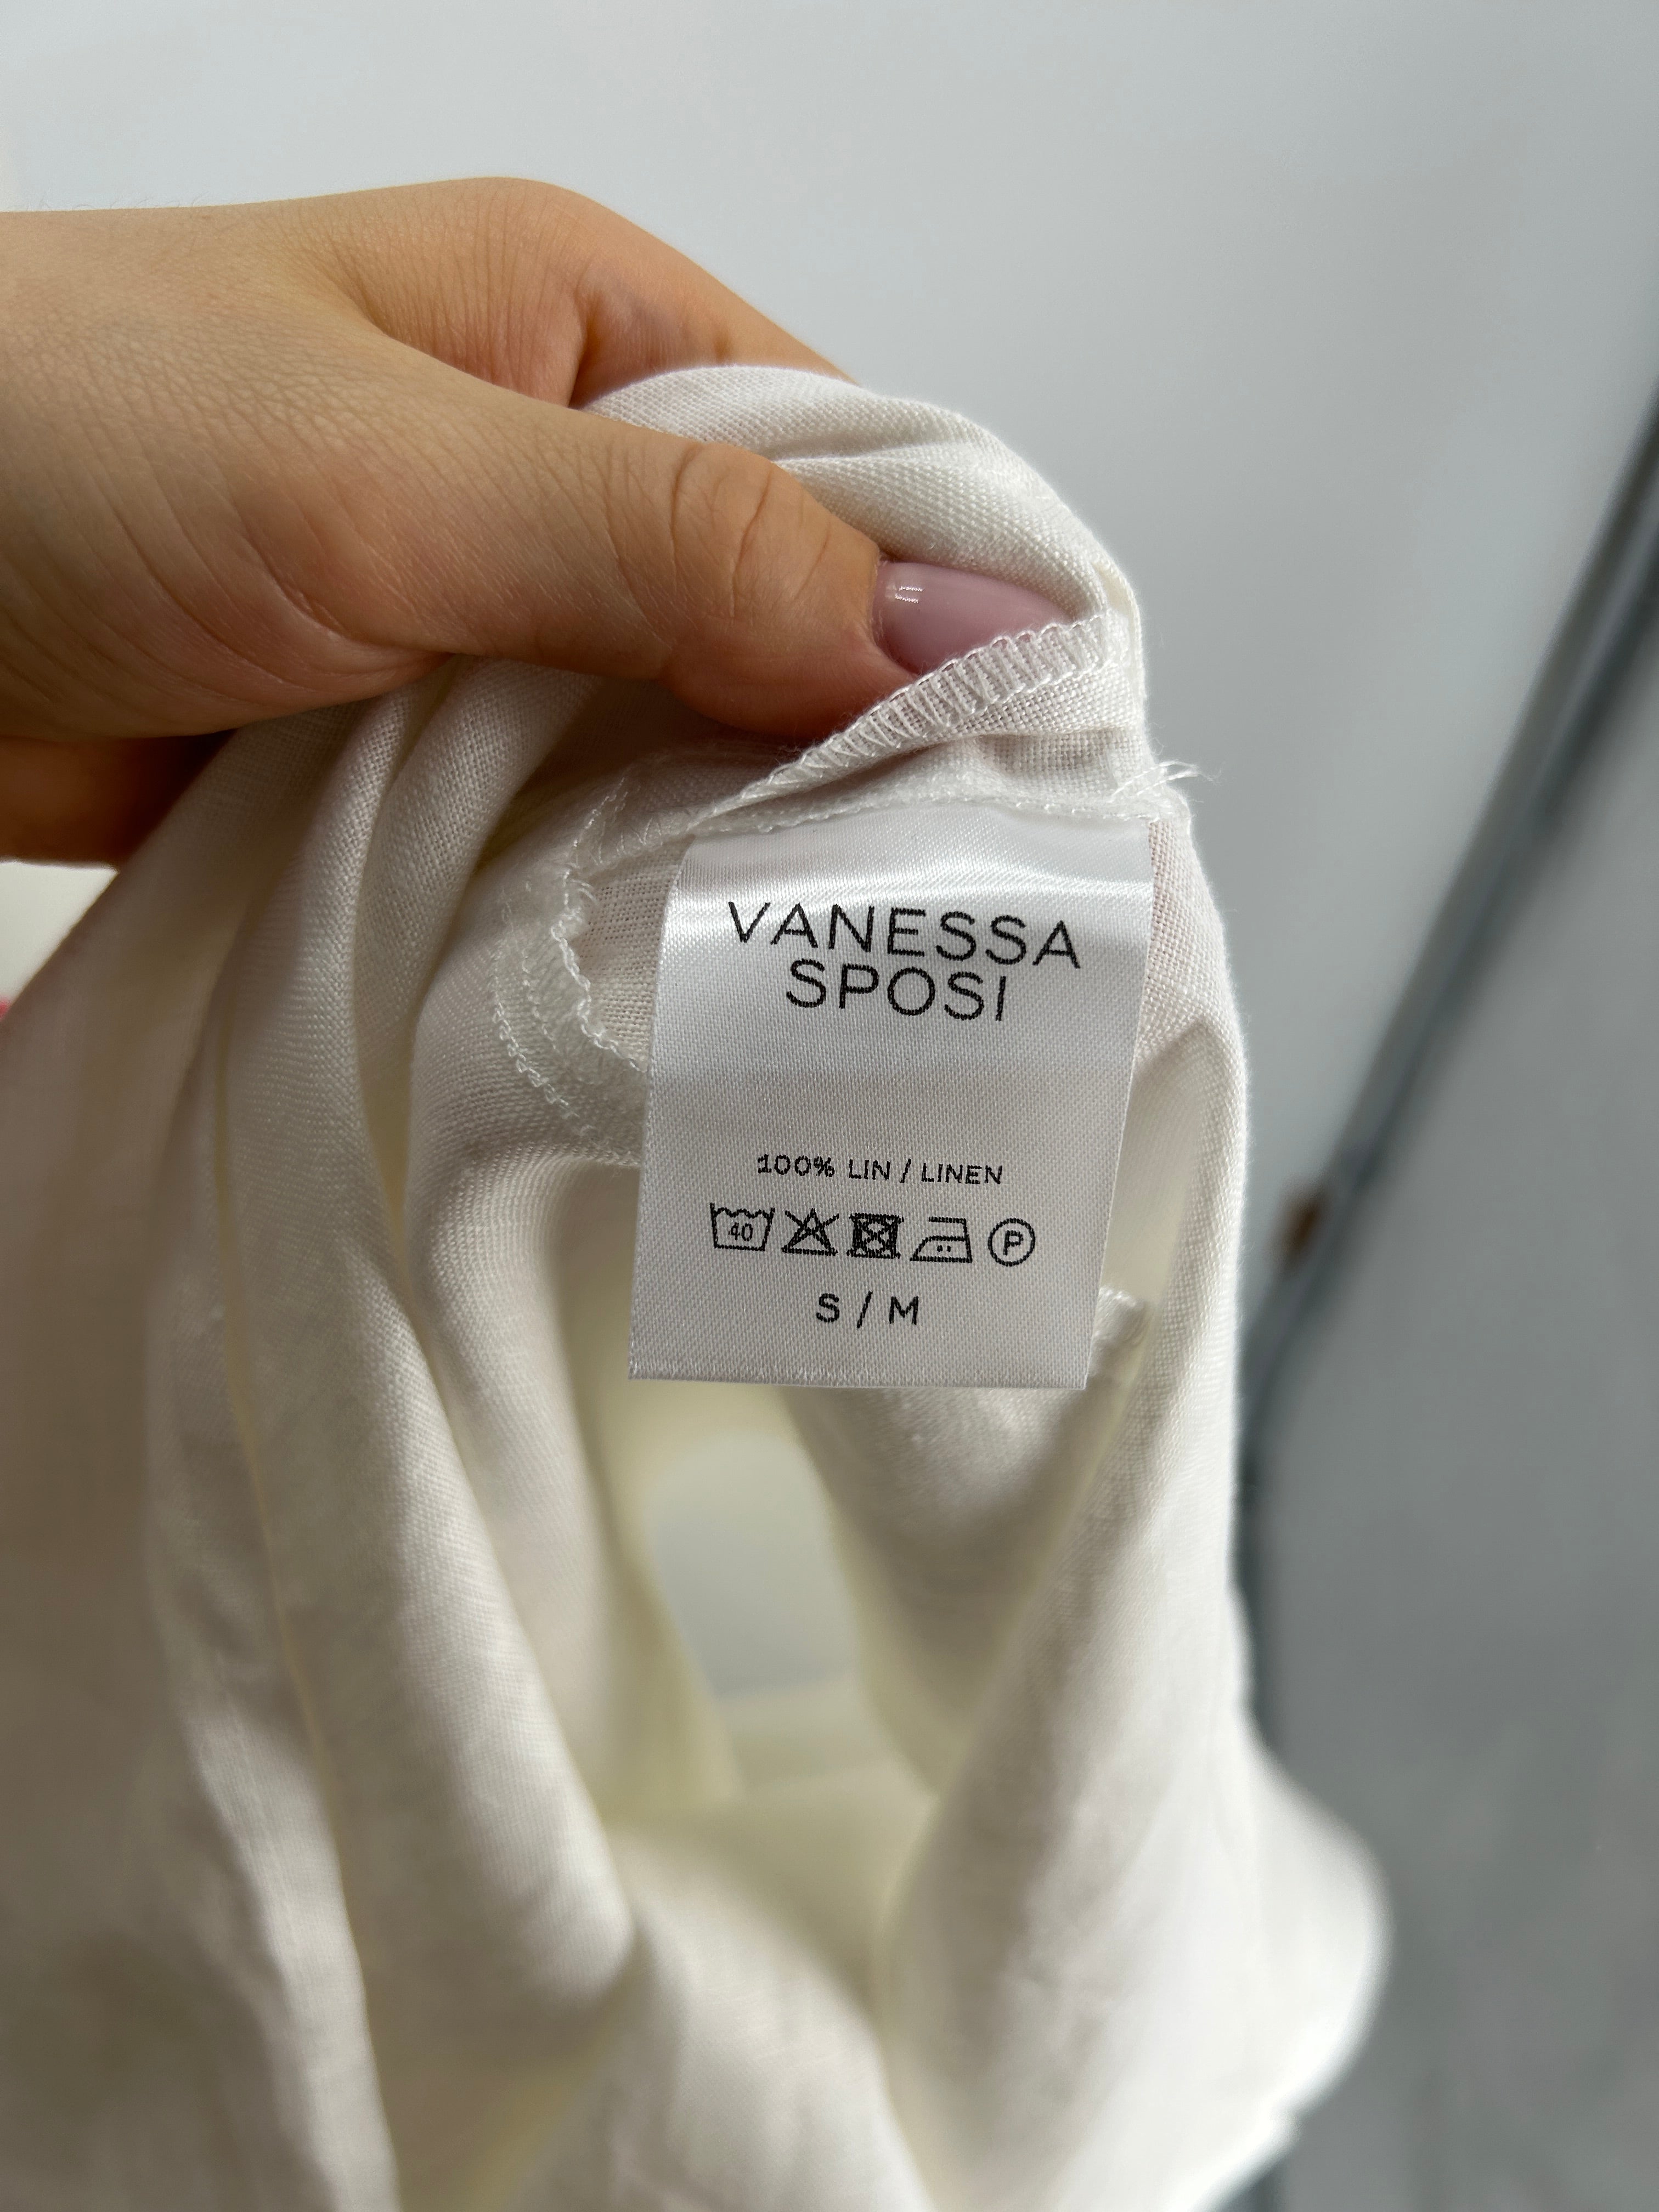 VANESSA
SPOSI
100% LIN / LINEN
40 P
S / M